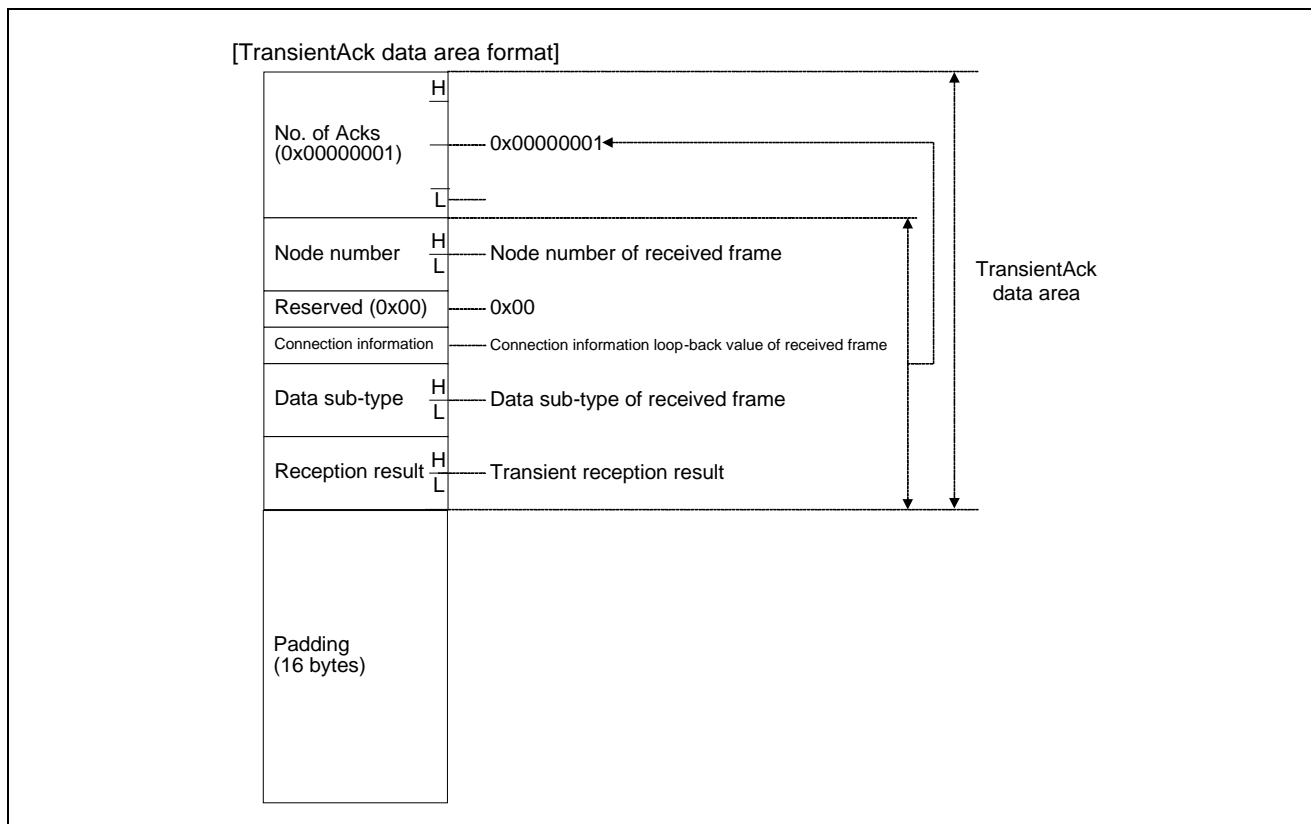 [TransientAck data area format]
H
No. of Acks
(0x00000001)
0x00000001
L
Node number
H
L
Node number of received frame
TransientAck
data area
Reserved (0x00)
0x00
Connection information
Connection information loop-back value of received frame
Data sub-type
H
L
Data sub-type of received frame
Reception result
H
L
Transient reception result
Padding
(16 bytes)